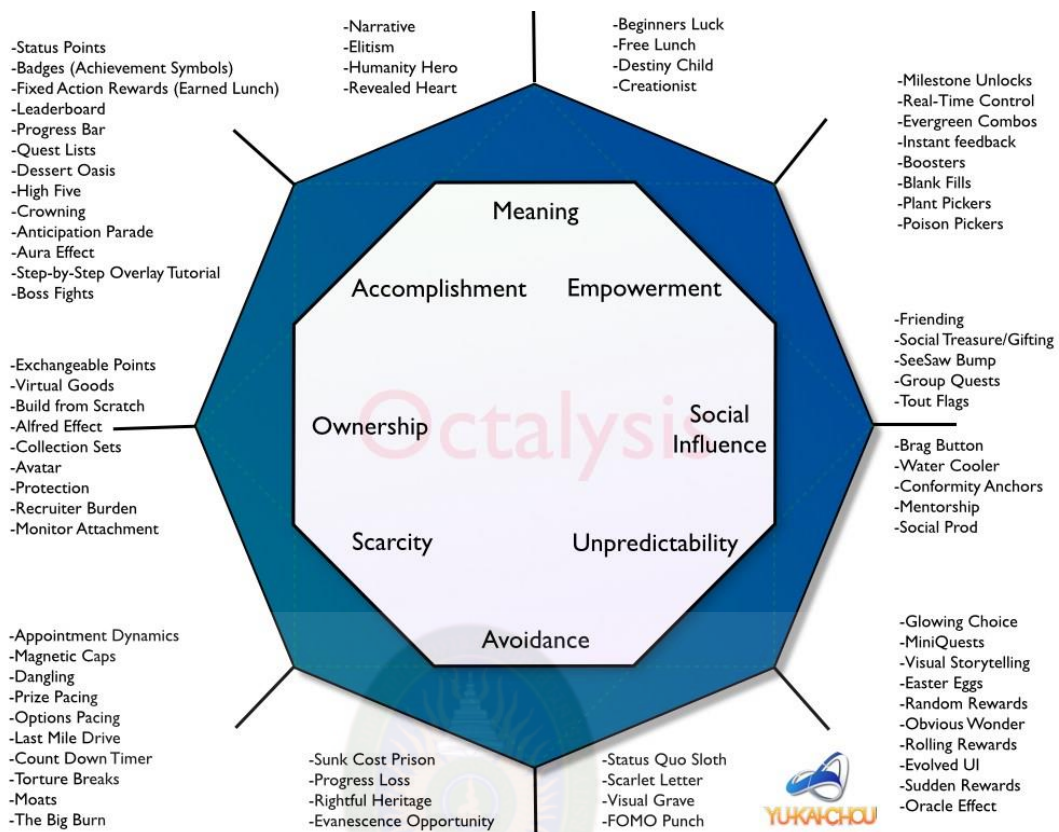 -Narrative
-Elitism
-Humanity Hero
-Revealed Heart
-Beginners Luck
-Free Lunch
-Destiny Child
-Creationist
-Status Points
-Badges (Achievement Symbols)
-Fixed Action Rewards (Earned Lunch)
-Leaderboard
-Progress Bar
-Quest Lists
-Dessert Oasis
-High Five
-Crowning
-Anticipation Parade
-Aura Effect
-Step-by-Step Overlay Tutorial
-Boss Fights
-Milestone Unlocks
-Real-Time Control
-Evergreen Combos
-Instant feedback
-Boosters
-Blank Fills
-Plant Pickers
-Poison Pickers
Meaning
Accomplishment
Empowerment
Ownership
Octalysis
Social
Influence
Scarcity
Unpredictability
Avoidance
-Exchangeable Points
-Virtual Goods
-Build from Scratch
-Alfred Effect
-Collection Sets
-Avatar
-Protection
-Recruiter Burden
-Monitor Attachment
-Friending
-Social Treasure/Gifting
-SeeSaw Bump
-Group Quests
-Tout Flags
-Brag Button
-Water Cooler
-Conformity Anchors
-Mentorship
-Social Prod
-Appointment Dynamics
-Magnetic Caps
-Dangling
-Prize Pacing
-Options Pacing
-Last Mile Drive
-Count Down Timer
-Torture Breaks
-Moats
-The Big Burn
-Sunk Cost Prison
-Progress Loss
-Rightful Heritage
-Evanescence Opportunity
-Status Quo Sloth
-Scarlet Letter
-Visual Grave
-FOMO Punch
-Glowing Choice
-MiniQuests
-Visual Storytelling
-Easter Eggs
-Random Rewards
-Obvious Wonder
-Rolling Rewards
-Evolved UI
-Sudden Rewards
-Oracle Effect
YU-KAI CHOU